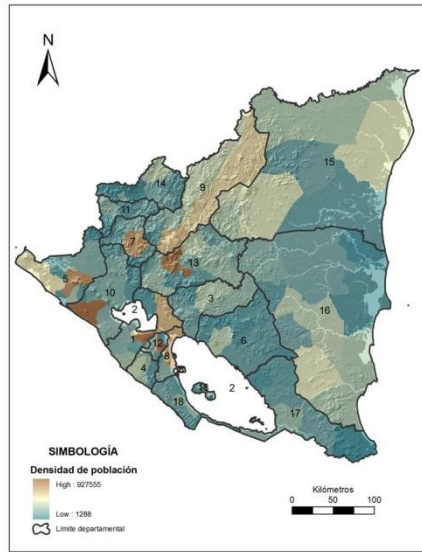 N
15
9
14
11
7
13
5
10
2
3
16
1
12
8
6
4
2
18
17
SIMBOLOGÍA
Densidad de población
High : 927555
Low : 1288
Límite departamental
Kilómetros
0 50 100